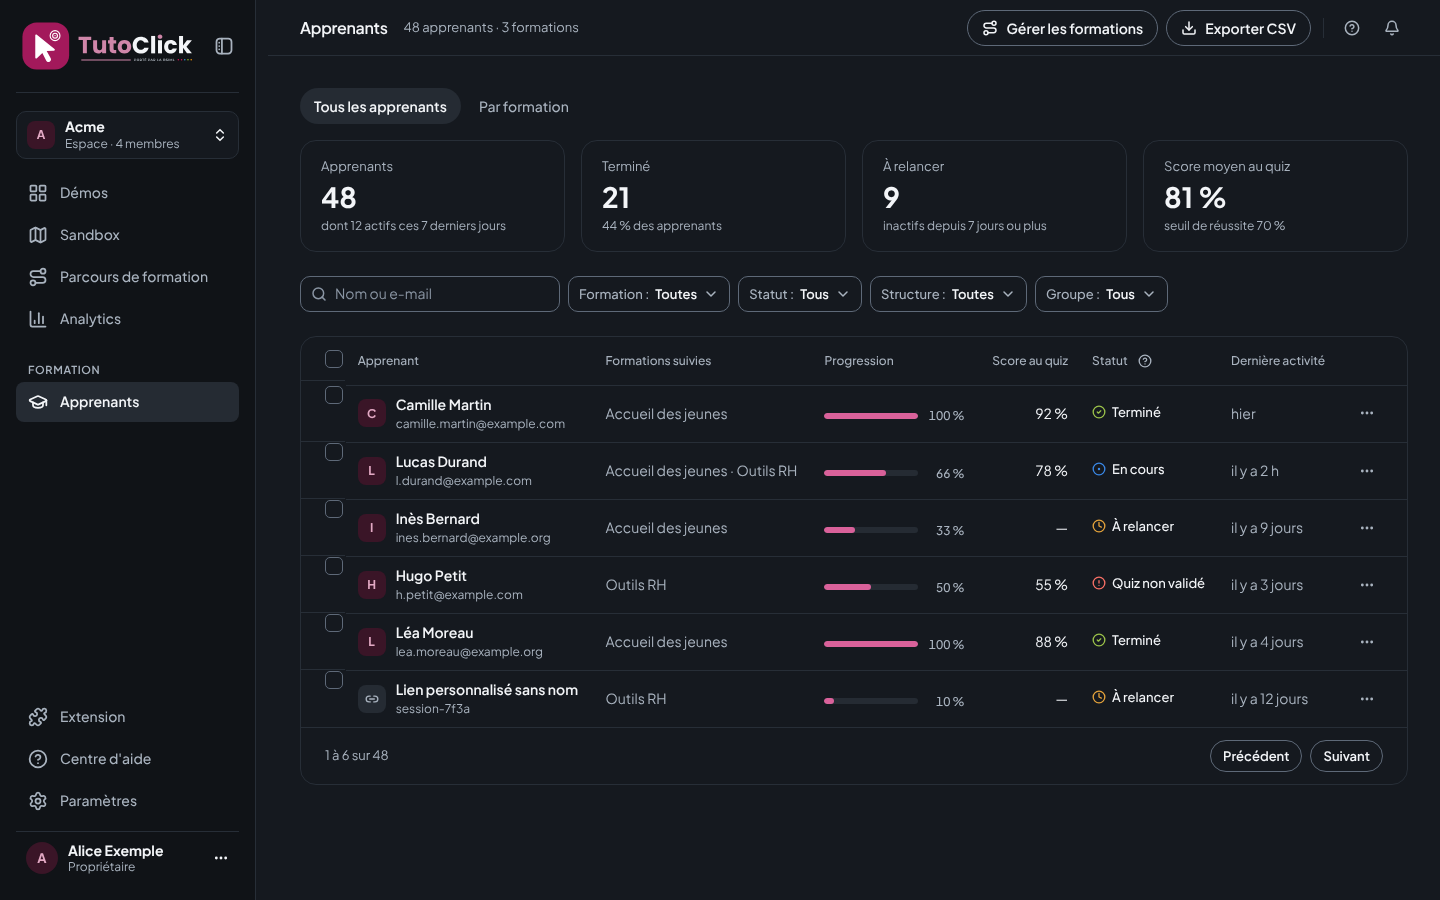 TutoClick
Apprenants
48 apprenants · 3 formations
Gérer les formations
Exporter CSV
A
Acme
Espace · 4 membres
Démos
Sandbox
Parcours de formation
Analytics
FORMATION
Apprenants
Extension
Centre d'aide
Paramètres
A
Alice Exemple
Propriétaire
Tous les apprenants
Par formation
Apprenants
48
dont 12 actifs ces 7 derniers jours
Terminé
21
44 % des apprenants
À relancer
9
inactifs depuis 7 jours ou plus
Score moyen au quiz
81 %
seuil de réussite 70 %
Nom ou e-mail
Formation : Toutes
Statut : Tous
Structure : Toutes
Groupe : Tous
Apprenant Formations suivies Progression Score au quiz Statut Dernière activité
C
Camille Martin
camille.martin@example.com
Accueil des jeunes
100 %
92 %
Terminé
hier
L
Lucas Durand
l.durand@example.com
Accueil des jeunes · Outils RH
66 %
78 %
En cours
il y a 2 h
I
Inès Bernard
ines.bernard@example.org
Accueil des jeunes
33 %
—
À relancer
il y a 9 jours
H
Hugo Petit
h.petit@example.com
Outils RH
50 %
55 %
Quiz non validé
il y a 3 jours
L
Léa Moreau
lea.moreau@example.org
Accueil des jeunes
100 %
88 %
Terminé
il y a 4 jours
Lien personnalisé sans nom
session-7f3a
Outils RH
10 %
—
À relancer
il y a 12 jours
1 à 6 sur 48
Précédent
Suivant